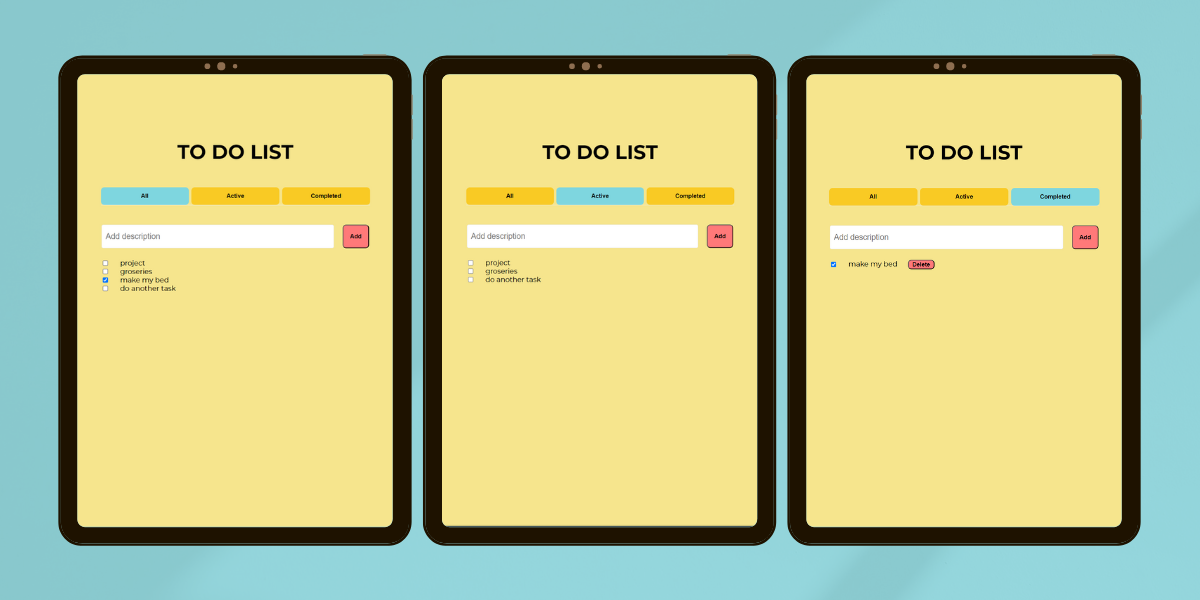 TO DO LIST
All Active Completed
Add description Add
project
groseries
make my bed
do another task
TO DO LIST
All Active Completed
Add description Add
project
groseries
do another task
TO DO LIST
All Active Completed
Add description Add
make my bed Delete